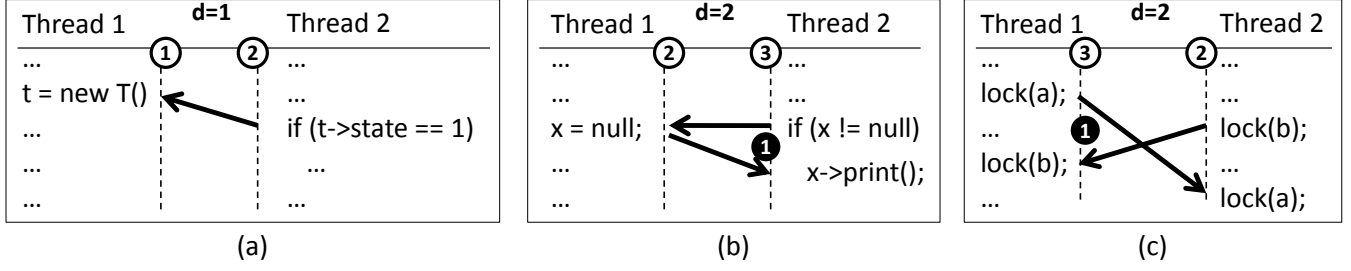 d=1
Thread 1 Thread 2
1 2
... ...
t = new T() ...
... if (t->state == 1)
... ...
... ...
(a)
d=2
Thread 1 Thread 2
2 3
... ...
... ...
x = null; if (x != null)
1
... x->print();
... ...
(b)
d=2
Thread 1 Thread 2
3 2
... ...
lock(a); ...
... 1 lock(b);
lock(b); ...
... lock(a);
(c)